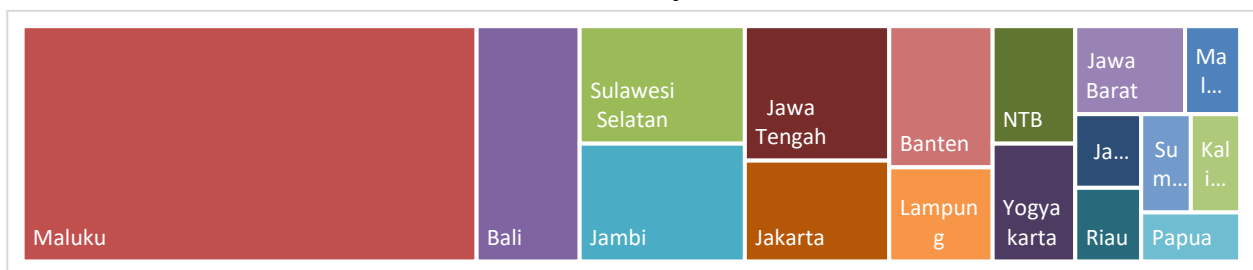 Maluku
Bali
Sulawesi
Selatan
Jambi
Jawa
Tengah
Jakarta
Banten
Lampun
g
NTB
Yogya
karta
Jawa
Barat
Ma
l...
Ja...
Riau
Su
m...
Kal
i...
Papua